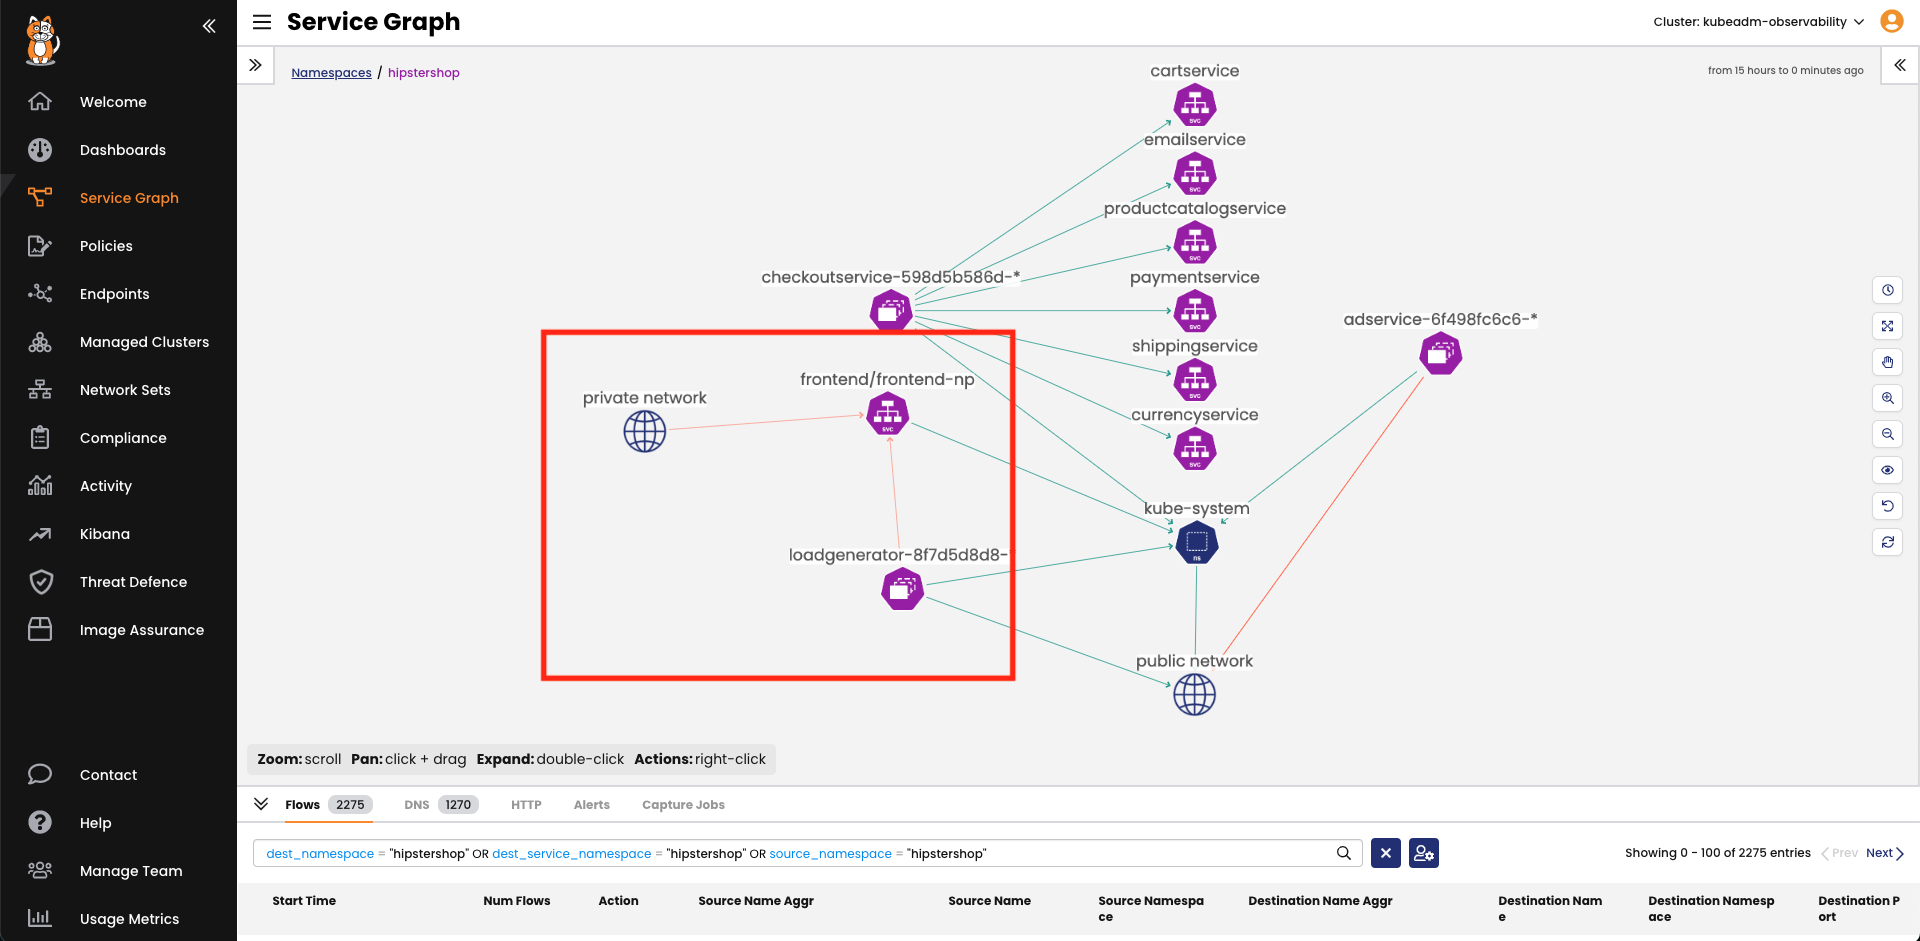 Service Graph
Cluster: kubeadm-observability
Welcome
Dashboards
Service Graph
Policies
Endpoints
Managed Clusters
Network Sets
Compliance
Activity
Kibana
Threat Defence
Image Assurance
Contact
Help
Manage Team
Usage Metrics
Namespaces / hipstershop
from 15 hours to 0 minutes ago
cartservice
svc
emailservice
svc
productcatalogservice
svc
checkoutservice-598d5b586d-*
paymentservice
svc
adservice-6f498fc6c6-*
shippingservice
svc
frontend/frontend-np
svc
private network
currencyservice
svc
kube-system
ns
loadgenerator-8f7d5d8d8-*
public network
Zoom: scroll Pan: click + drag Expand: double-click Actions: right-click
Flows 2275 DNS 1270 HTTP Alerts Capture Jobs
dest_namespace = "hipstershop" OR dest_service_namespace = "hipstershop" OR source_namespace = "hipstershop"
Showing 0 - 100 of 2275 entries Prev Next
Start Time
Num Flows
Action
Source Name Aggr
Source Name
Source Namespa
ce
Destination Name Aggr
Destination Nam
e
Destination Namesp
ace
Destination P
ort